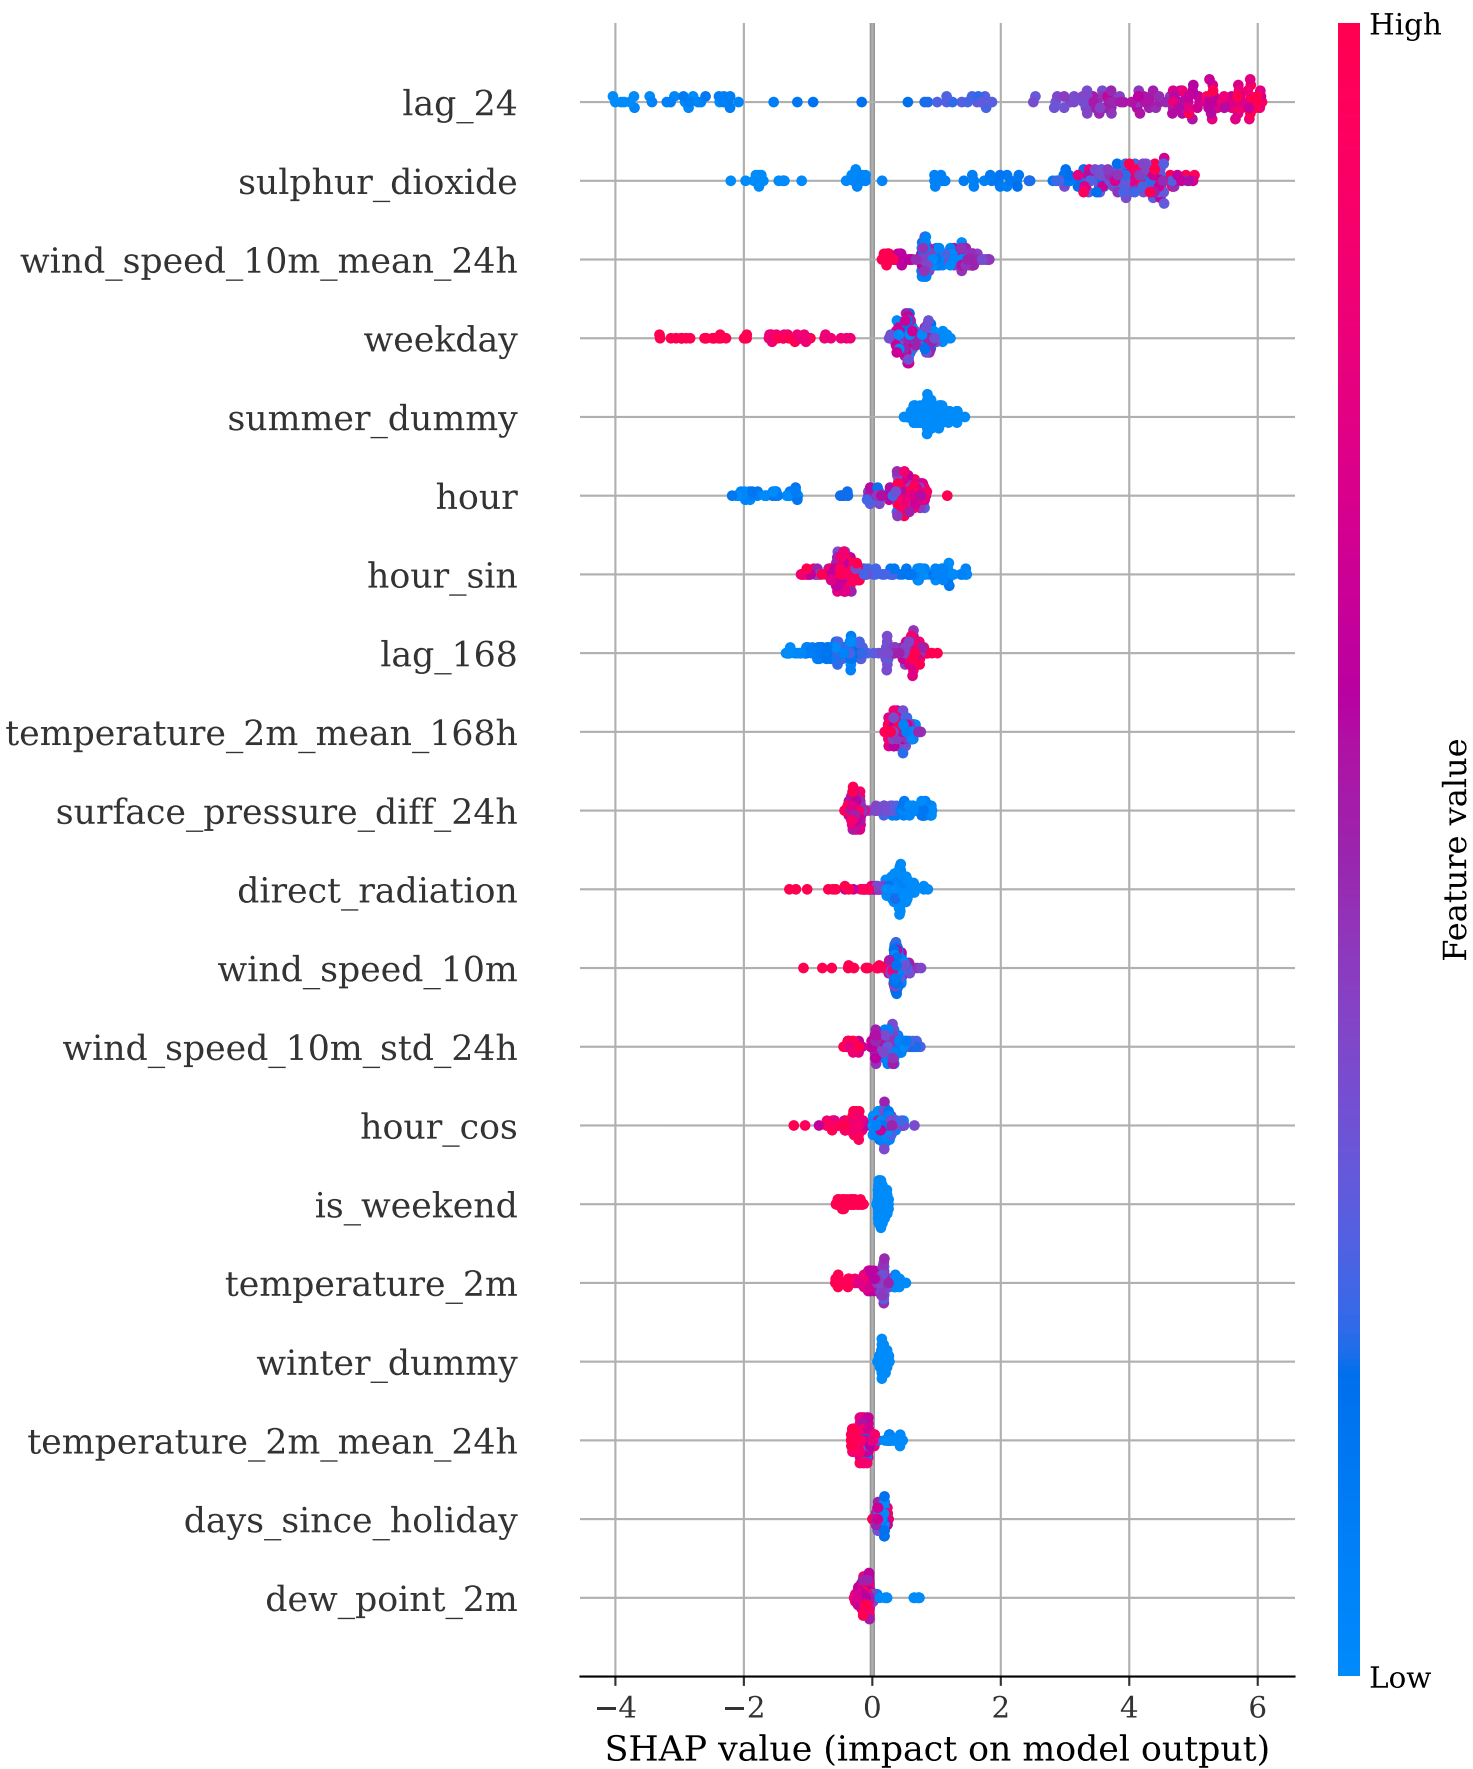 High
lag_24
sulphur_dioxide
wind_speed_10m_mean_24h
weekday
summer_dummy
hour
hour_sin
lag_168
temperature_2m_mean_168h
surface_pressure_diff_24h
direct_radiation
wind_speed_10m
wind_speed_10m_std_24h
hour_cos
is_weekend
temperature_2m
winter_dummy
temperature_2m_mean_24h
days_since_holiday
dew_point_2m
Feature value
Low
−4 −2 0 2 4 6
SHAP value (impact on model output)